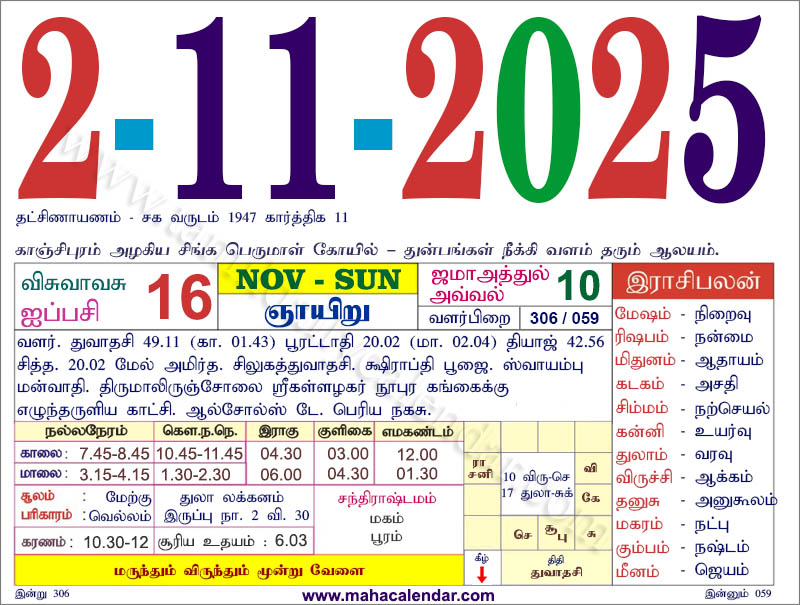 2-11-2025
தட்சிணாயணம் - சக வருடம் 1947 கார்த்திக 11
காஞ்சிபுரம் அழகிய சிங்க பெருமாள் கோயில் – துன்பங்கள் நீக்கி வளம் தரும் ஆலயம்.
விசுவாவசு
ஐப்பசி
16
NOV - SUN
ஞாயிறு
ஜமாஅத்துல்
அவ்வல்
10
வளர்பிறை
306 / 059
வளர். துவாதசி 49.11 (கா. 01.43) பூரட்டாதி 20.02 (மா. 02.04) தியாஜ் 42.56
சித்த. 20.02 மேல் அமிர்த. சிலுகத்துவாதசி. க்ஷிராப்தி பூஜை. ஸ்வாயம்பு
மன்வாதி. திருமாலிருஞ்சோலை ஸ்ரீகள்ளழகர் நூபுர கங்கைக்கு
எழுந்தருளிய காட்சி. ஆல்சோல்ஸ் டே. பெரிய நகசு.
நல்லநேரம் கௌ.ந.நெ. இராகு குளிகை எமகண்டம்
காலை: 7.45-8.45 10.45-11.45 04.30 03.00 12.00
மாலை: 3.15-4.15 1.30-2.30 06.00 04.30 01.30
சூலம் : மேற்கு
பரிகாரம் : வெல்லம்
துலா லக்கனம்
இருப்பு நா. 2 வி. 30
சந்திராஷ்டமம்
மகம்
பூரம்
கரணம் : 10.30-12
சூரிய உதயம் : 6.03
மருந்தும் விருந்தும் மூன்று வேளை
ரா
சனி
10 விரு-செ
17 துலா-சுக்
வி
கே
செ
சூ
புத
சு
கீழ்
திதி
துவாதசி
இராசிபலன்
மேஷம் - நிறைவு
ரிஷபம் - நன்மை
மிதுனம் - ஆதாயம்
கடகம் - அசதி
சிம்மம் - நற்செயல்
கன்னி - உயர்வு
துலாம் - வரவு
விருச்சி - ஆக்கம்
தனுசு - அனுகூலம்
மகரம் - நட்பு
கும்பம் - நஷ்டம்
மீனம் - ஜெயம்
இன்று 306
www.mahacalendar.com
இன்னும் 059